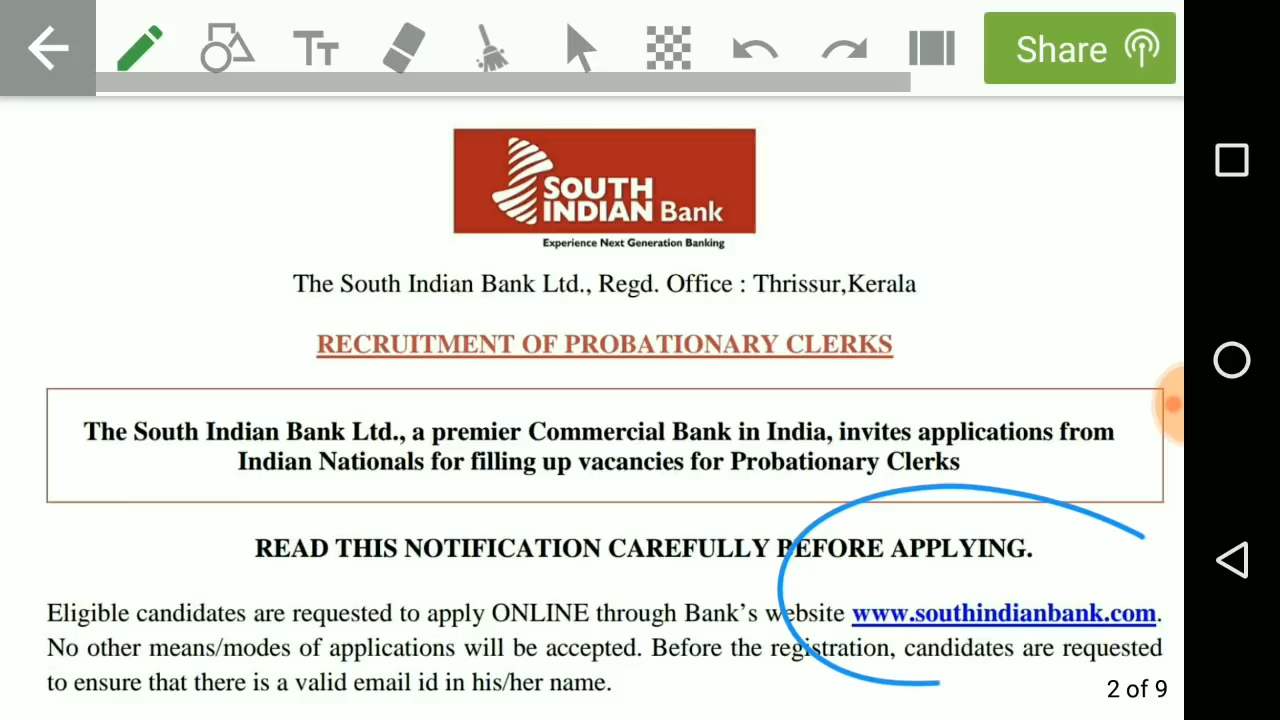 TT
Share
SOUTH
INDIAN Bank
Experience Next Generation Banking
The South Indian Bank Ltd., Regd. Office : Thrissur,Kerala
RECRUITMENT OF PROBATIONARY CLERKS
The South Indian Bank Ltd., a premier Commercial Bank in India, invites applications from
Indian Nationals for filling up vacancies for Probationary Clerks
READ THIS NOTIFICATION CAREFULLY BEFORE APPLYING.
Eligible candidates are requested to apply ONLINE through Bank's website www.southindianbank.com.
No other means/modes of applications will be accepted. Before the registration, candidates are requested
to ensure that there is a valid email id in his/her name.
2 of 9